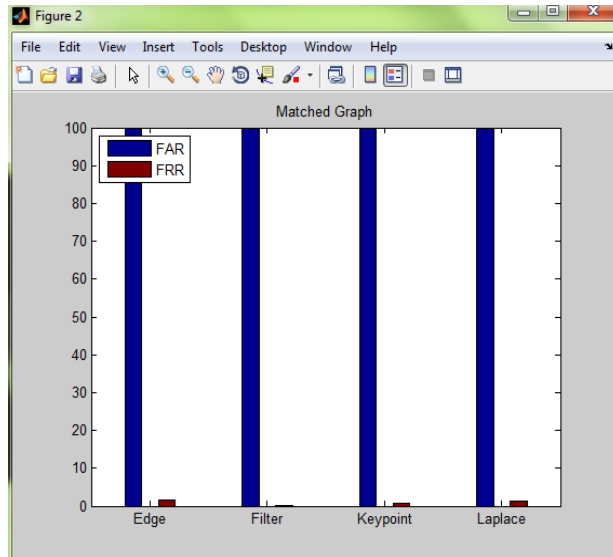 Figure 2
File Edit View Insert Tools Desktop Window Help
Matched Graph
100
90
80
70
60
50
40
30
20
10
0
FAR
FRR
Edge Filter Keypoint Laplace